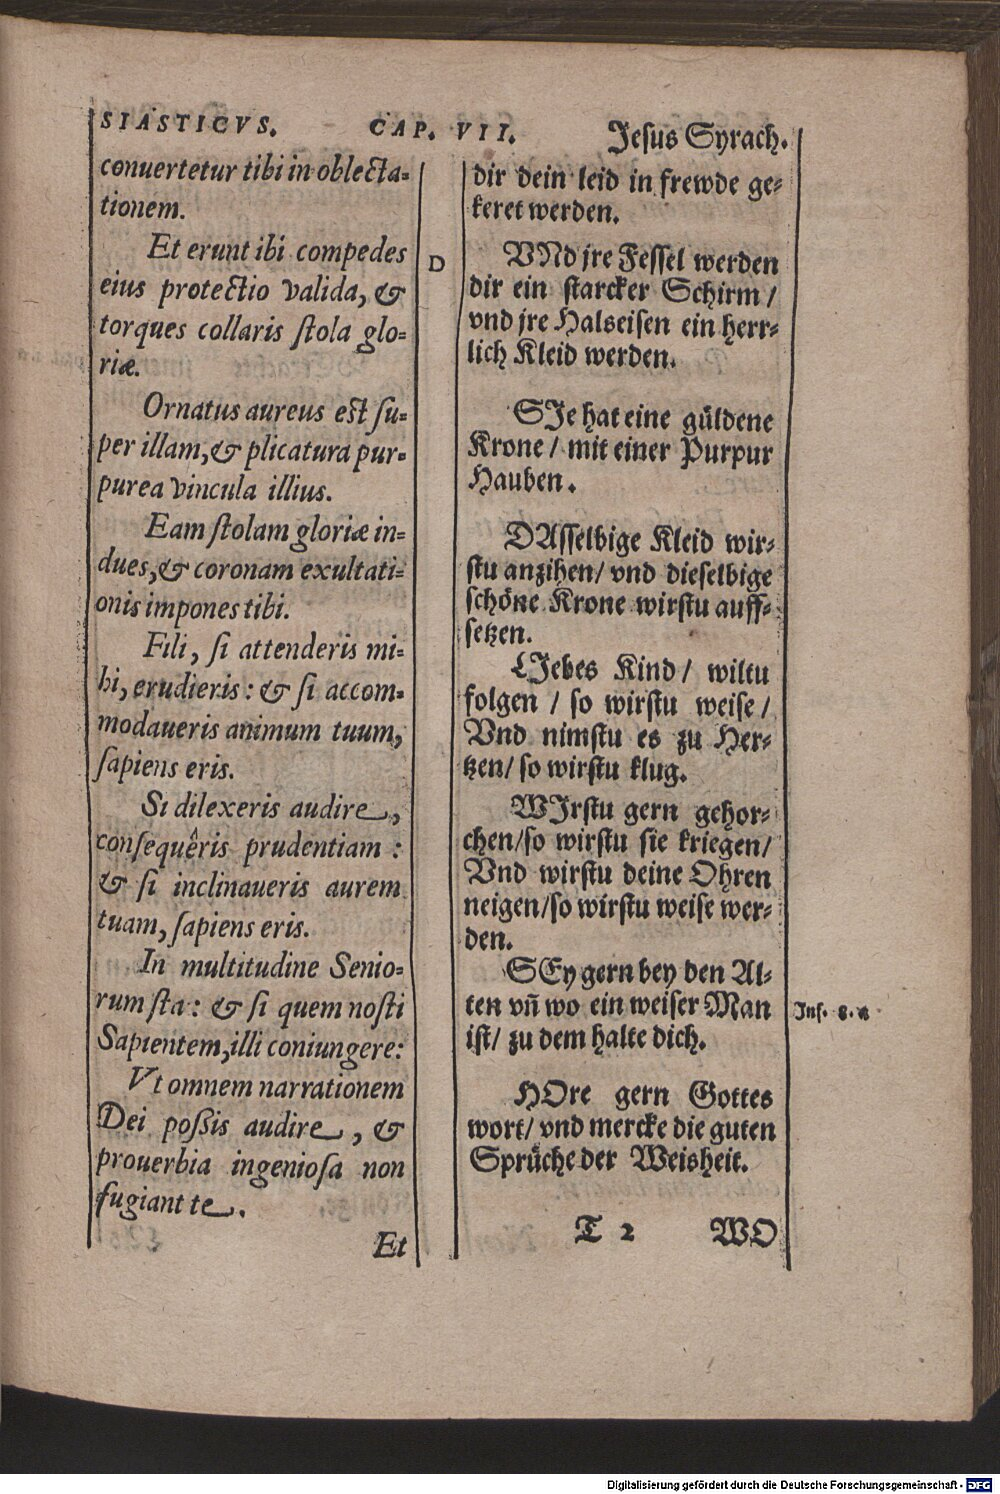 SIASTICVS. CAP. VII. Jesus Syrach.
conuertetur tibi in oblecta-
tionem.
Et erunt ibi compedes
eius protectio valida, &
torques collaris stola glo-
riæ.
Ornatus aureus est su-
per illam, & plicatura pur-
purea vincula illius.
Eam stolam gloriæ in-
dues, & coronam exultati-
onis impones tibi.
Fili, si attenderis mi-
hi, erudieris: & si accom-
modaueris animum tuum,
sapiens eris.
Si dilexeris audire,
consequêris prudentiam:
& si inclinaueris aurem
tuam, sapiens eris.
In multitudine Senio-
rum sta: & si quem nosti
Sapientem, illi coniungere:
Vt omnem narrationem
Dei possis audire, &
prouerbia ingeniosa non
fugiant te.
Et
D
dir dein leid in frewde ge-
keret werden.
VNd jre Fessel werden
dir ein starcker Schirm /
vnd jre Halseisen ein herr-
lich Kleid werden.
SIe hat eine güldene
Krone / mit einer Purpur
Hauben.
DAsselbige Kleid wir-
stu anzihen / vnd dieselbige
schöne Krone wirstu auff-
setzen.
LIebes Kind / wiltu
folgen / so wirstu weise /
Vnd nimstu es zu Her-
tzen / so wirstu klug.
WIrstu gern gehor-
chen / so wirstu sie kriegen /
Vnd wirstu deine Ohren
neigen / so wirstu weise wer-
den.
SEy gern bey den Al-
ten vn̄ wo ein weiser Man
ist / zu dem halte dich.
HOre gern Gottes
wort / vnd mercke die guten
Sprüche der Weisheit.
T 2 WO
Inf. 8.
Digitalisierung gefördert durch die Deutsche Forschungsgemeinschaft - DFG